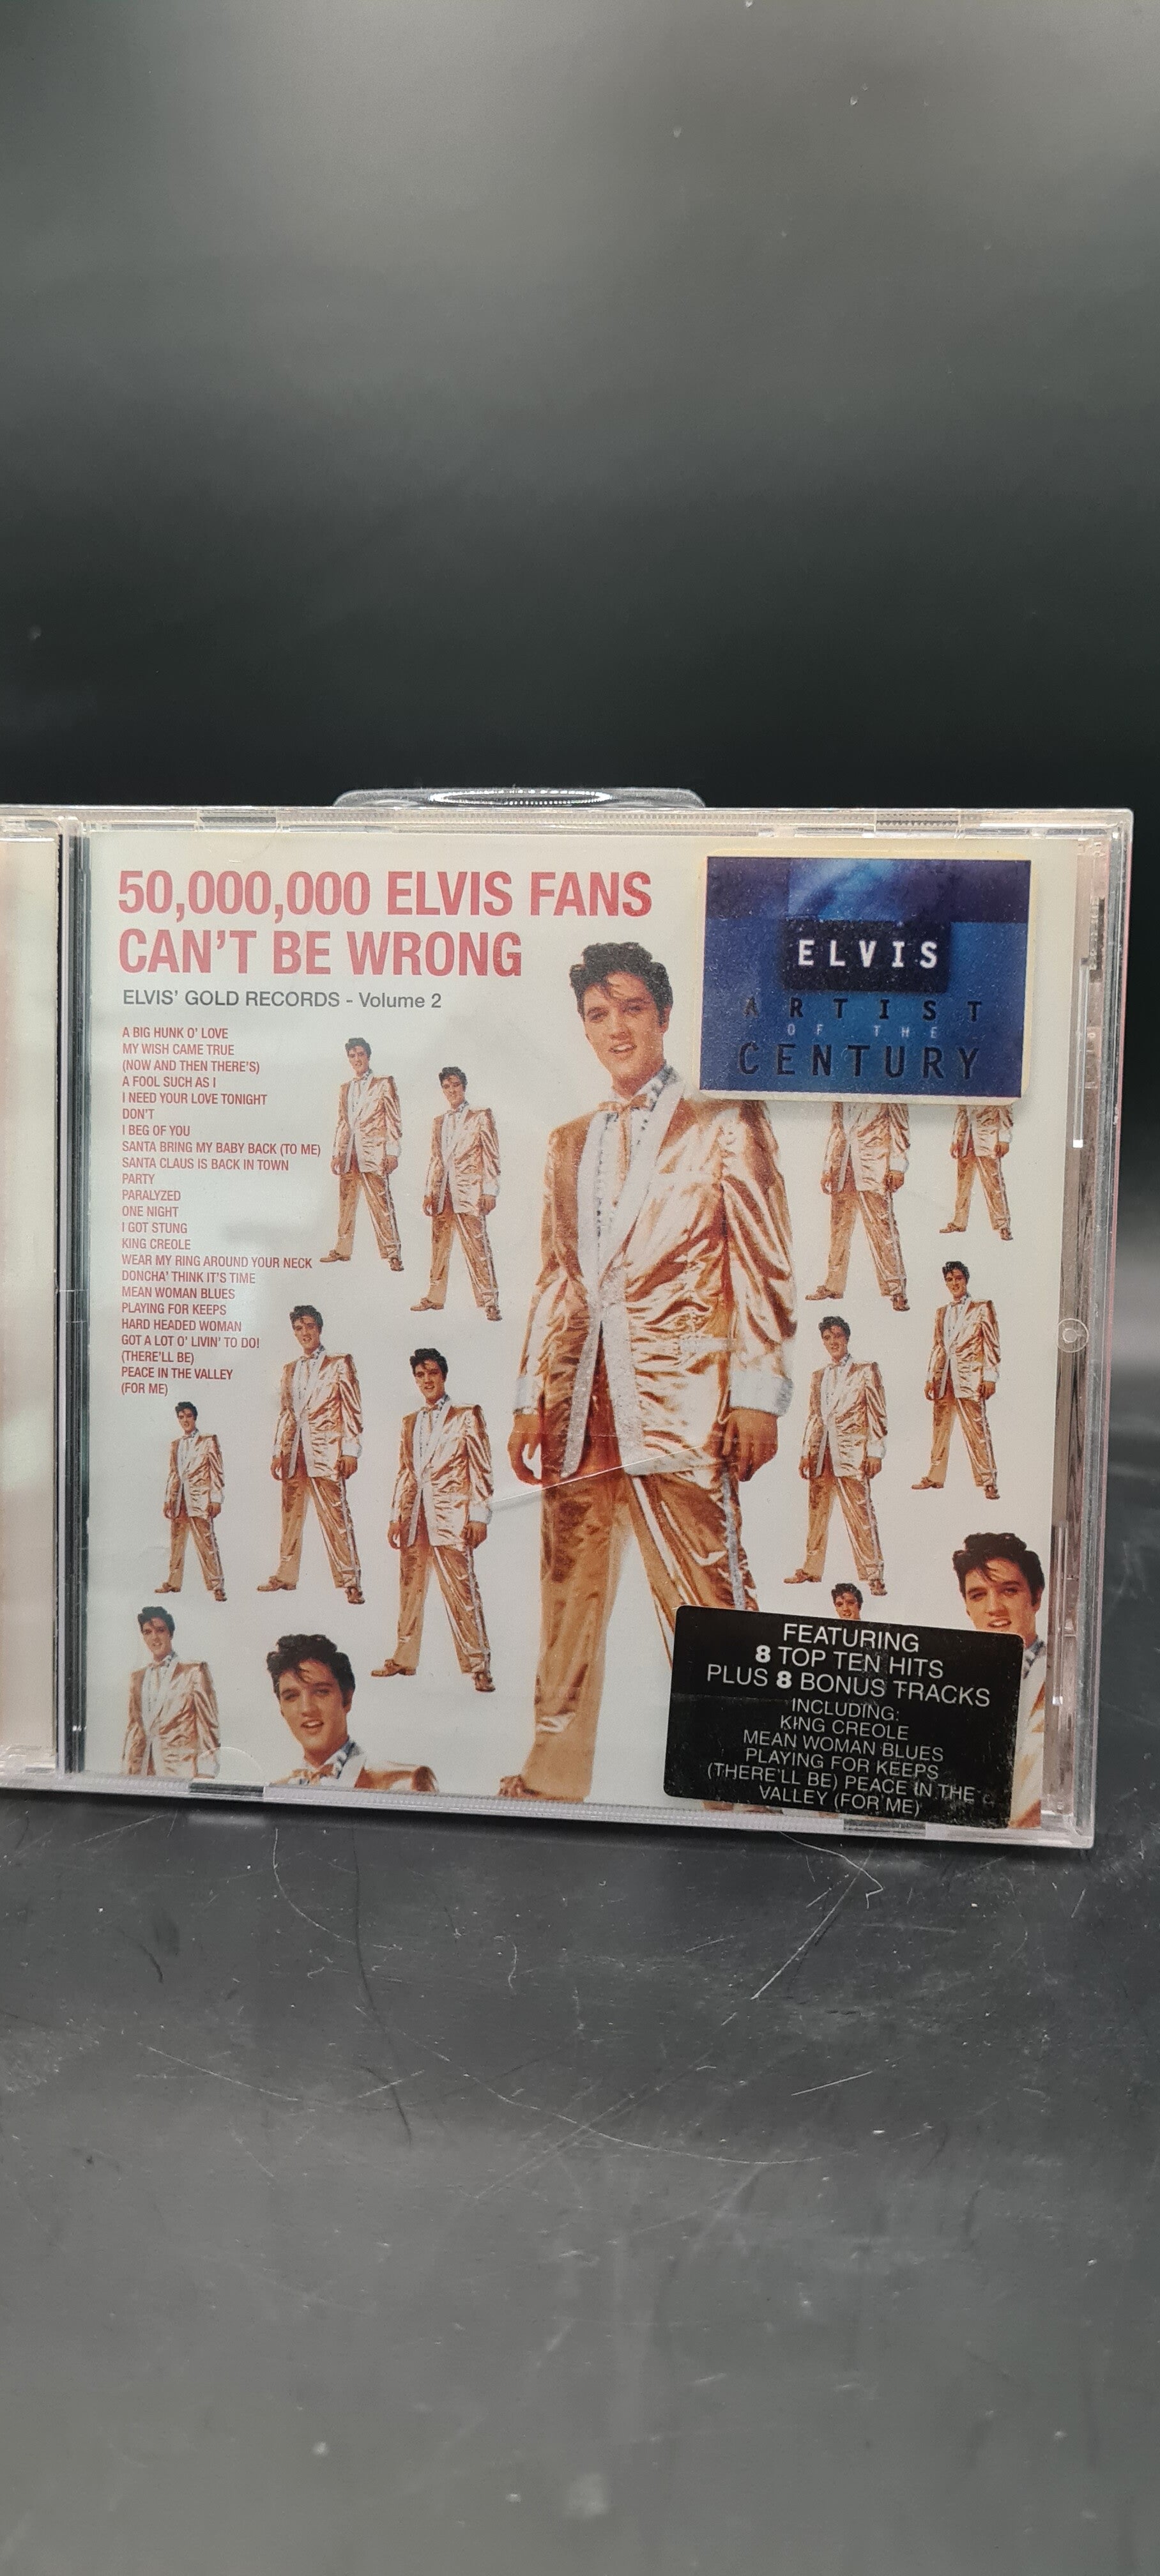 50,000,000 ELVIS FANS
CAN'T BE WRONG
ELVIS' GOLD RECORDS - Volume 2
A BIG HUNK O' LOVE
MY WISH CAME TRUE
(NOW AND THEN THERE'S)
A FOOL SUCH AS I
I NEED YOUR LOVE TONIGHT
DON'T
I BEG OF YOU
SANTA BRING MY BABY BACK (TO ME)
SANTA CLAUS IS BACK IN TOWN
PARTY
PARALYZED
ONE NIGHT
I GOT STUNG
KING CREOLE
WEAR MY RING AROUND YOUR NECK
DONCHA' THINK IT'S TIME
MEAN WOMAN BLUES
PLAYING FOR KEEPS
HARD HEADED WOMAN
GOT A LOT O' LIVIN' TO DO!
(THERE'LL BE)
PEACE IN THE VALLEY
(FOR ME)
ELVIS
ARTIST
OF THE
CENTURY
FEATURING
8 TOP TEN HITS
PLUS 8 BONUS TRACKS
INCLUDING:
KING CREOLE
MEAN WOMAN BLUES
PLAYING FOR KEEPS
(THERE'LL BE) PEACE IN THE
VALLEY (FOR ME)